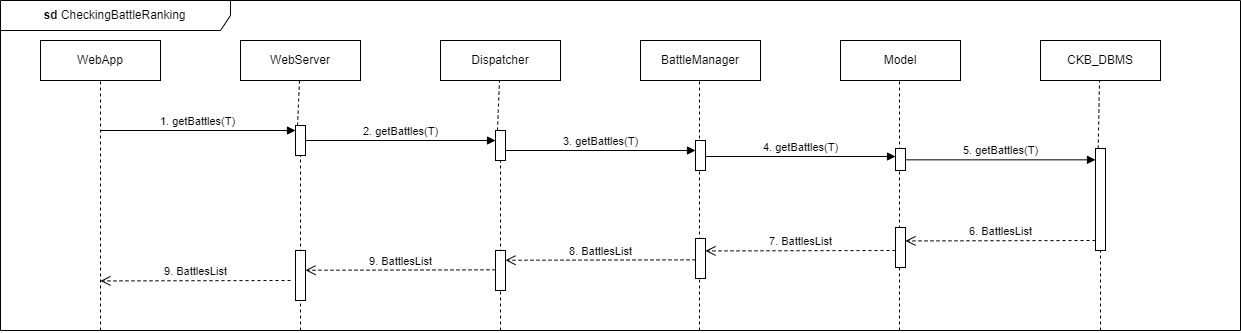 sd CheckingBattleRanking
WebApp
WebServer
Dispatcher
BattleManager
Model
CKB_DBMS
1. getBattles(T)
2. getBattles(T)
3. getBattles(T)
4. getBattles(T)
5. getBattles(T)
6. BattlesList
7. BattlesList
8. BattlesList
9. BattlesList
9. BattlesList